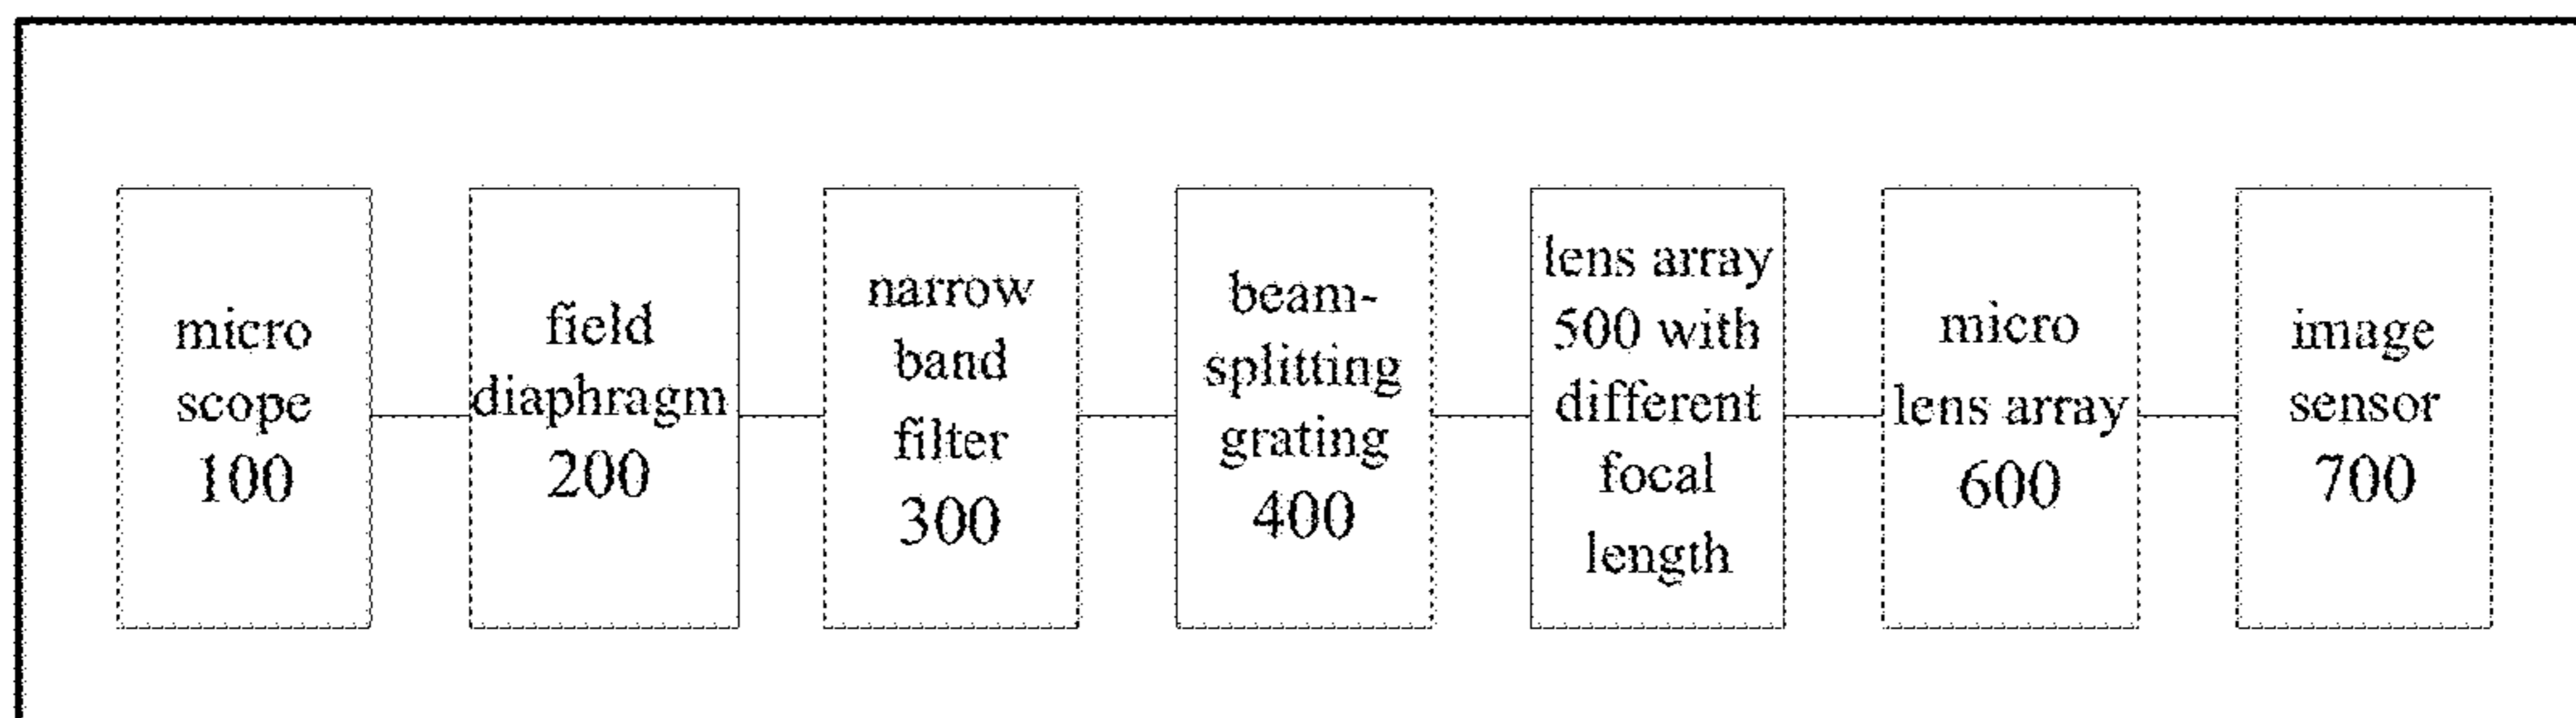 micro
scope
100
field
diaphragm
200
narrow
band
filter
300
beam-
splitting
grating
400
lens array
500 with
different
focal
length
micro
lens array
600
image
sensor
700